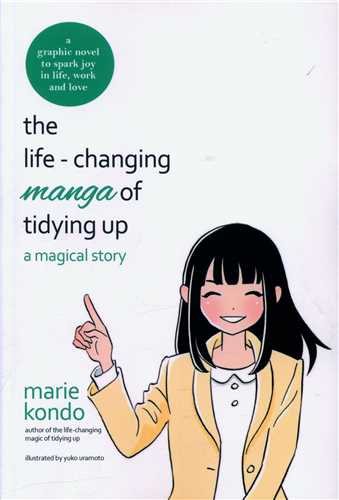 a
graphic novel
to spark joy
in life, work
and love
the
life - changing
manga of
tidying up
a magical story
marie
kondo
author of the life-changing
magic of tidying up
illustrated by yuko uramoto